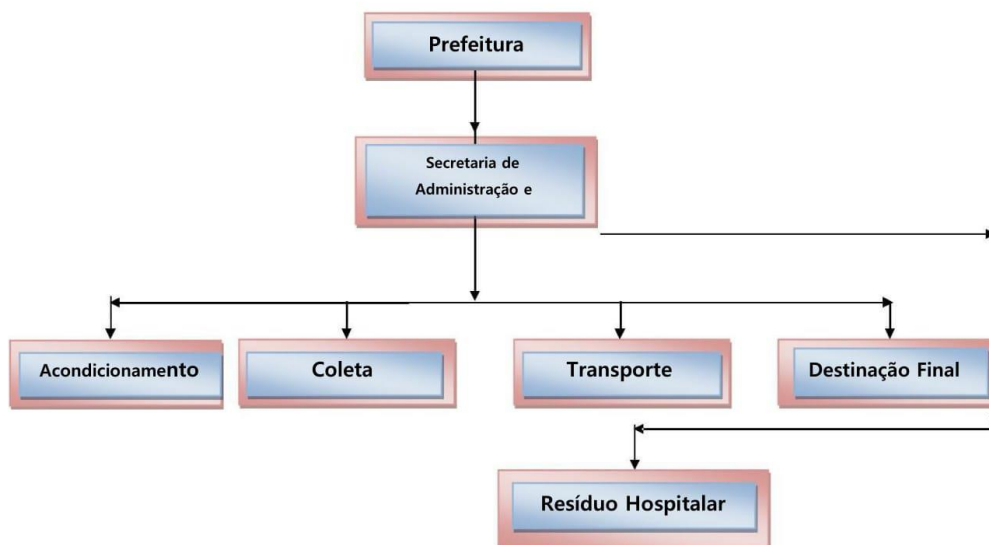 Prefeitura
Secretaria de
Administração e
Acondicionamento
Coleta
Transporte
Destinação Final
Resíduo Hospitalar